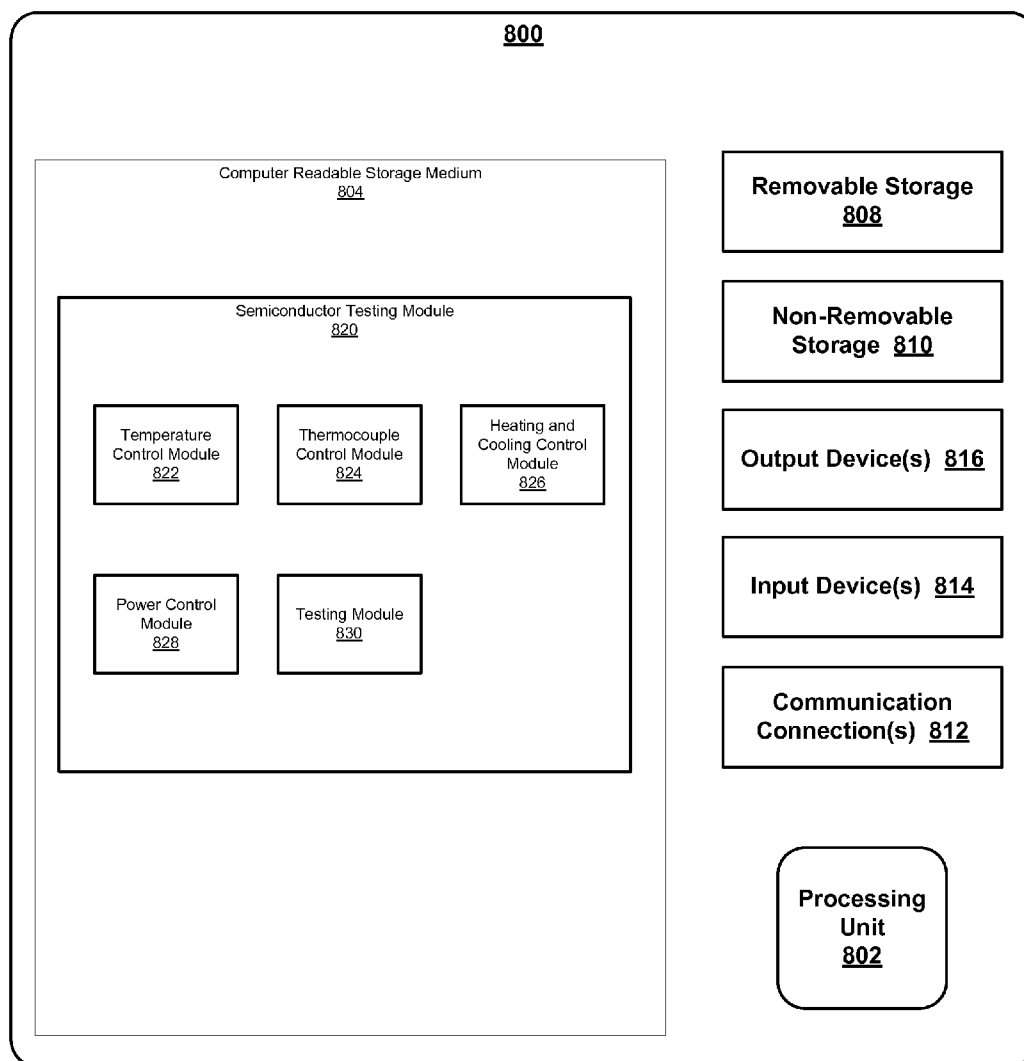 800
Computer Readable Storage Medium
804
Semiconductor Testing Module
820
Temperature
Control Module
822
Thermocouple
Control Module
824
Heating and
Cooling Control
Module
826
Power Control
Module
828
Testing Module
830
Removable Storage
808
Non-Removable
Storage 810
Output Device(s) 816
Input Device(s) 814
Communication
Connection(s) 812
Processing
Unit
802